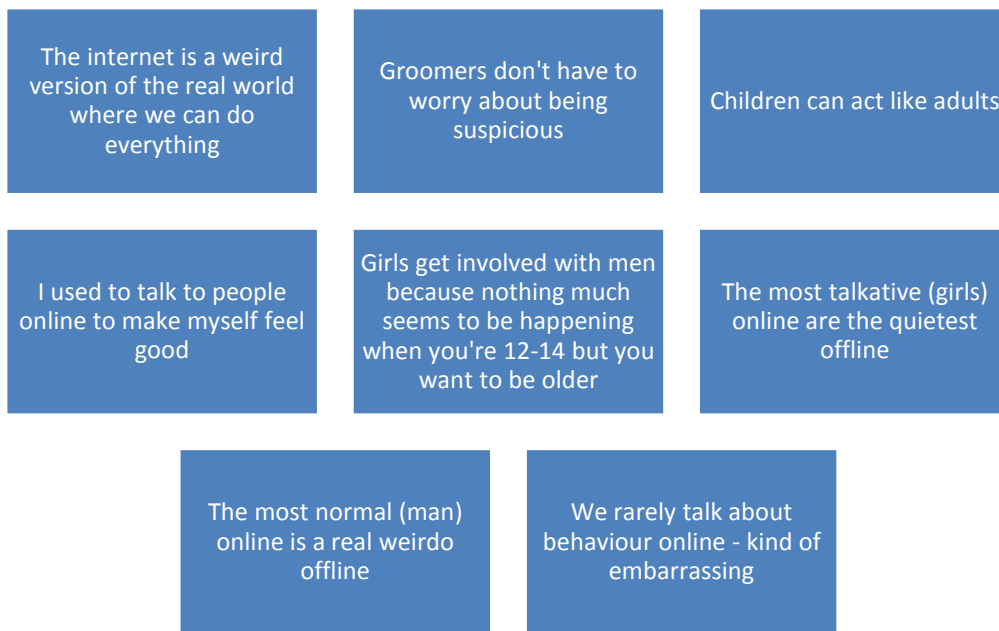 The internet is a weird
version of the real world
where we can do
everything
Groomers don't have to
worry about being
suspicious
Children can act like adults
I used to talk to people
online to make myself feel
good
Girls get involved with men
because nothing much
seems to be happening
when you're 12-14 but you
want to be older
The most talkative (girls)
online are the quietest
offline
The most normal (man)
online is a real weirdo
offline
We rarely talk about
behaviour online - kind of
embarrassing